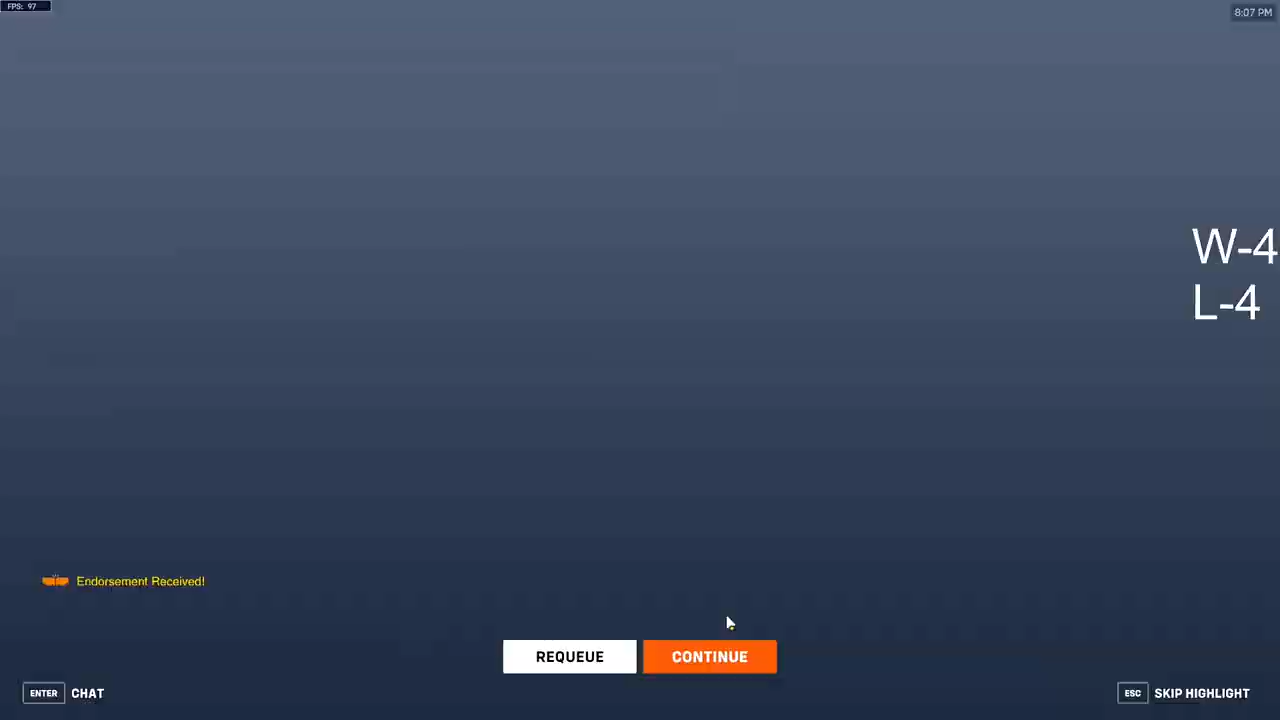 FPS: 97
8:07 PM
W-4
L-4
Endorsement Received!
REQUEUE
CONTINUE
ENTER CHAT
ESC SKIP HIGHLIGHT